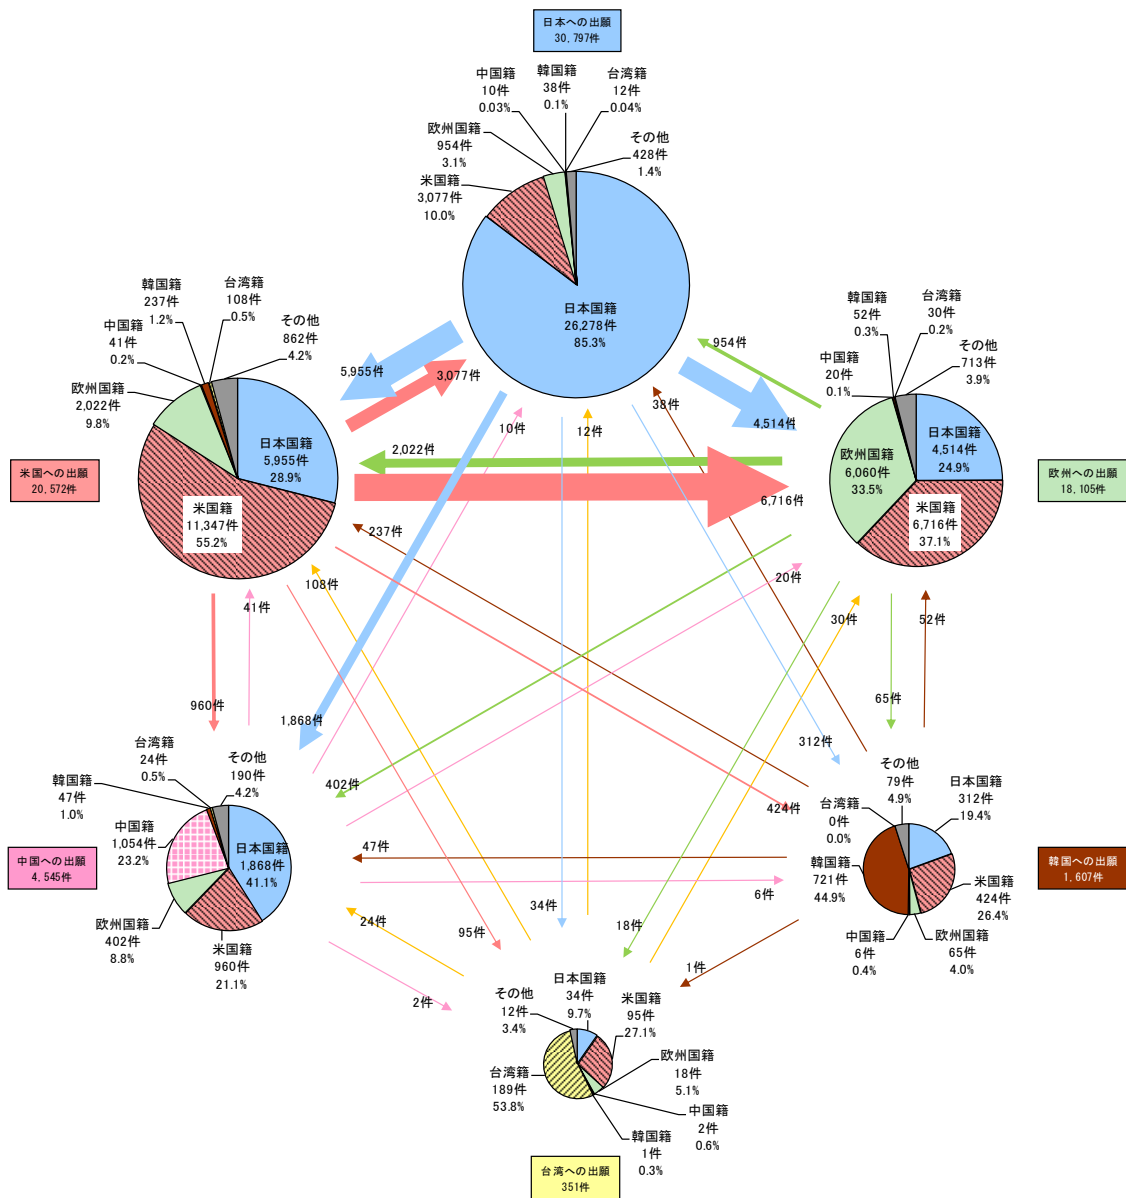 日本への出願
30,797件
中国籍
10件
0.03%
韓国籍
38件
0.1%
台湾籍
12件
0.04%
欧州国籍
954件
3.1%
その他
428件
1.4%
米国籍
3,077件
10.0%
日本国籍
26,278件
85.3%
韓国籍
237件
1.2%
台湾籍
108件
0.5%
中国籍
41件
0.2%
その他
862件
4.2%
欧州国籍
2,022件
9.8%
日本国籍
5,955件
28.9%
米国籍
11,347件
55.2%
米国への出願
20,572件
韓国籍
52件
0.3%
台湾籍
30件
0.2%
中国籍
20件
0.1%
その他
713件
3.9%
欧州国籍
6,060件
33.5%
日本国籍
4,514件
24.9%
米国籍
6,716件
37.1%
欧州への出願
18,105件
5,955件
3,077件
954件
4,514件
38件
10件
12件
2,022件
6,716件
237件
108件
41件
20件
30件
52件
960件
1,868件
65件
312件
402件
424件
47件
6件
34件
18件
24件
95件
1件
2件
台湾籍
24件
0.5%
その他
190件
4.2%
韓国籍
47件
1.0%
中国籍
1,054件
23.2%
日本国籍
1,868件
41.1%
欧州国籍
402件
8.8%
米国籍
960件
21.1%
中国への出願
4,545件
その他
79件
4.9%
日本国籍
312件
19.4%
台湾籍
0件
0.0%
韓国籍
721件
44.9%
米国籍
424件
26.4%
中国籍
6件
0.4%
欧州国籍
65件
4.0%
韓国への出願
1,607件
その他
12件
3.4%
日本国籍
34件
9.7%
米国籍
95件
27.1%
台湾籍
189件
53.8%
欧州国籍
18件
5.1%
中国籍
2件
0.6%
韓国籍
1件
0.3%
台湾への出願
351件